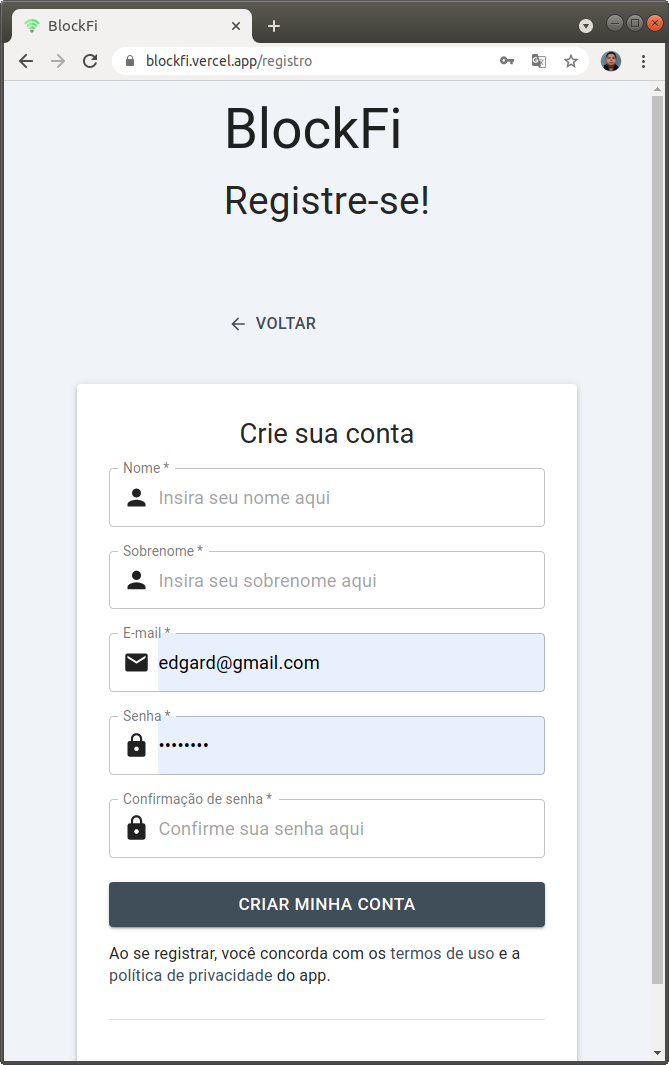 BlockFi
blockfi.vercel.app/registro
BlockFi
Registre-se!
VOLTAR
Crie sua conta
Nome *
Insira seu nome aqui
Sobrenome *
Insira seu sobrenome aqui
E-mail *
edgard@gmail.com
Senha *
••••••••
Confirmação de senha *
Confirme sua senha aqui
CRIAR MINHA CONTA
Ao se registrar, você concorda com os termos de uso e a
política de privacidade do app.